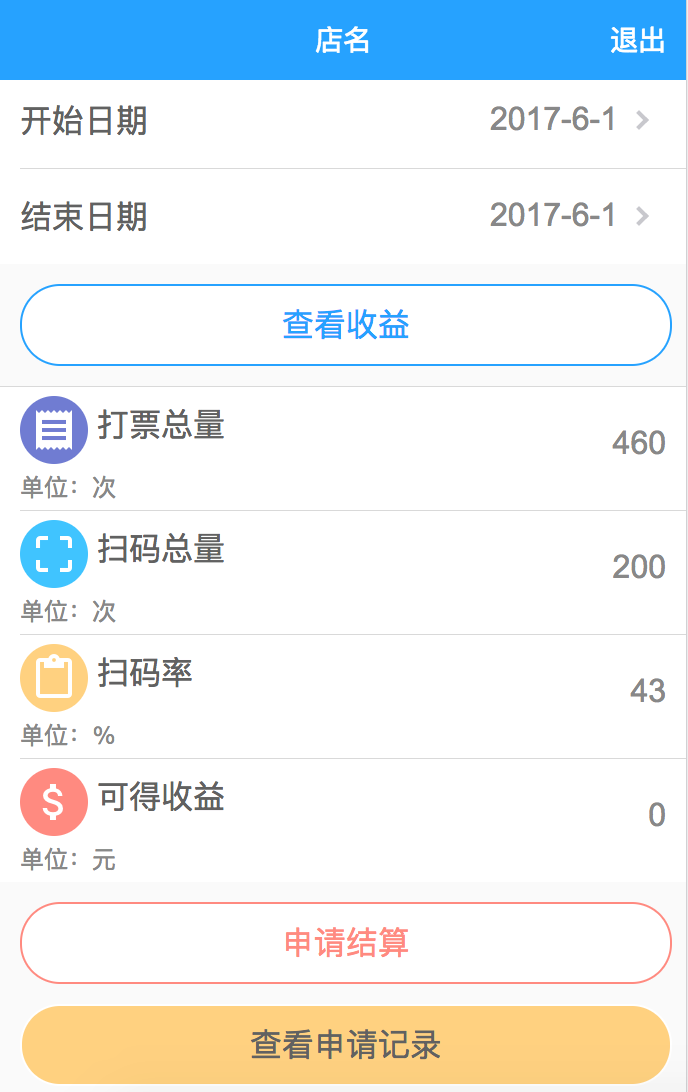 店名 退出
开始日期 2017-6-1
结束日期 2017-6-1
查看收益
打票总量 460
单位：次
扫码总量 200
单位：次
扫码率 43
单位：%
可得收益 0
单位：元
申请结算
查看申请记录